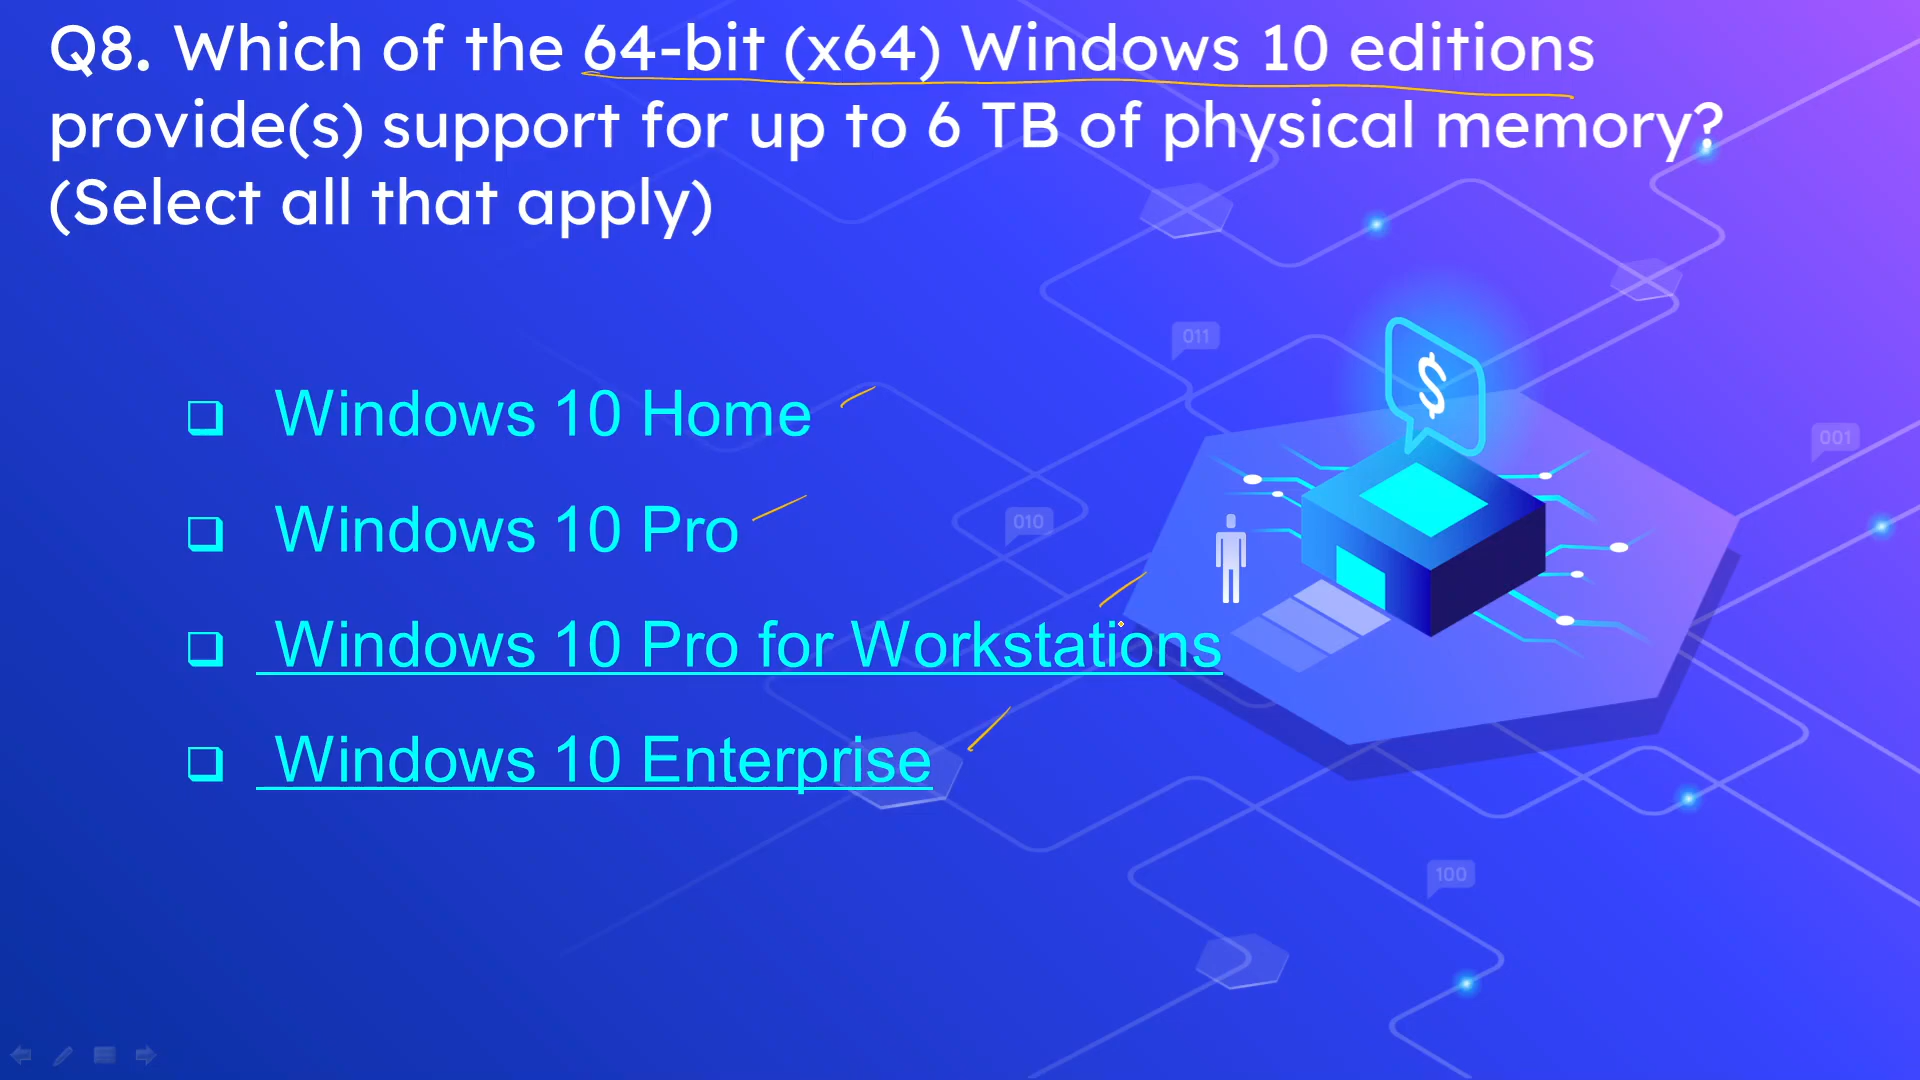 Q8. Which of the 64-bit (x64) Windows 10 editions
provide(s) support for up to 6 TB of physical memory?
(Select all that apply)
Windows 10 Home
Windows 10 Pro
Windows 10 Pro for Workstations
Windows 10 Enterprise
$
011
001
010
100